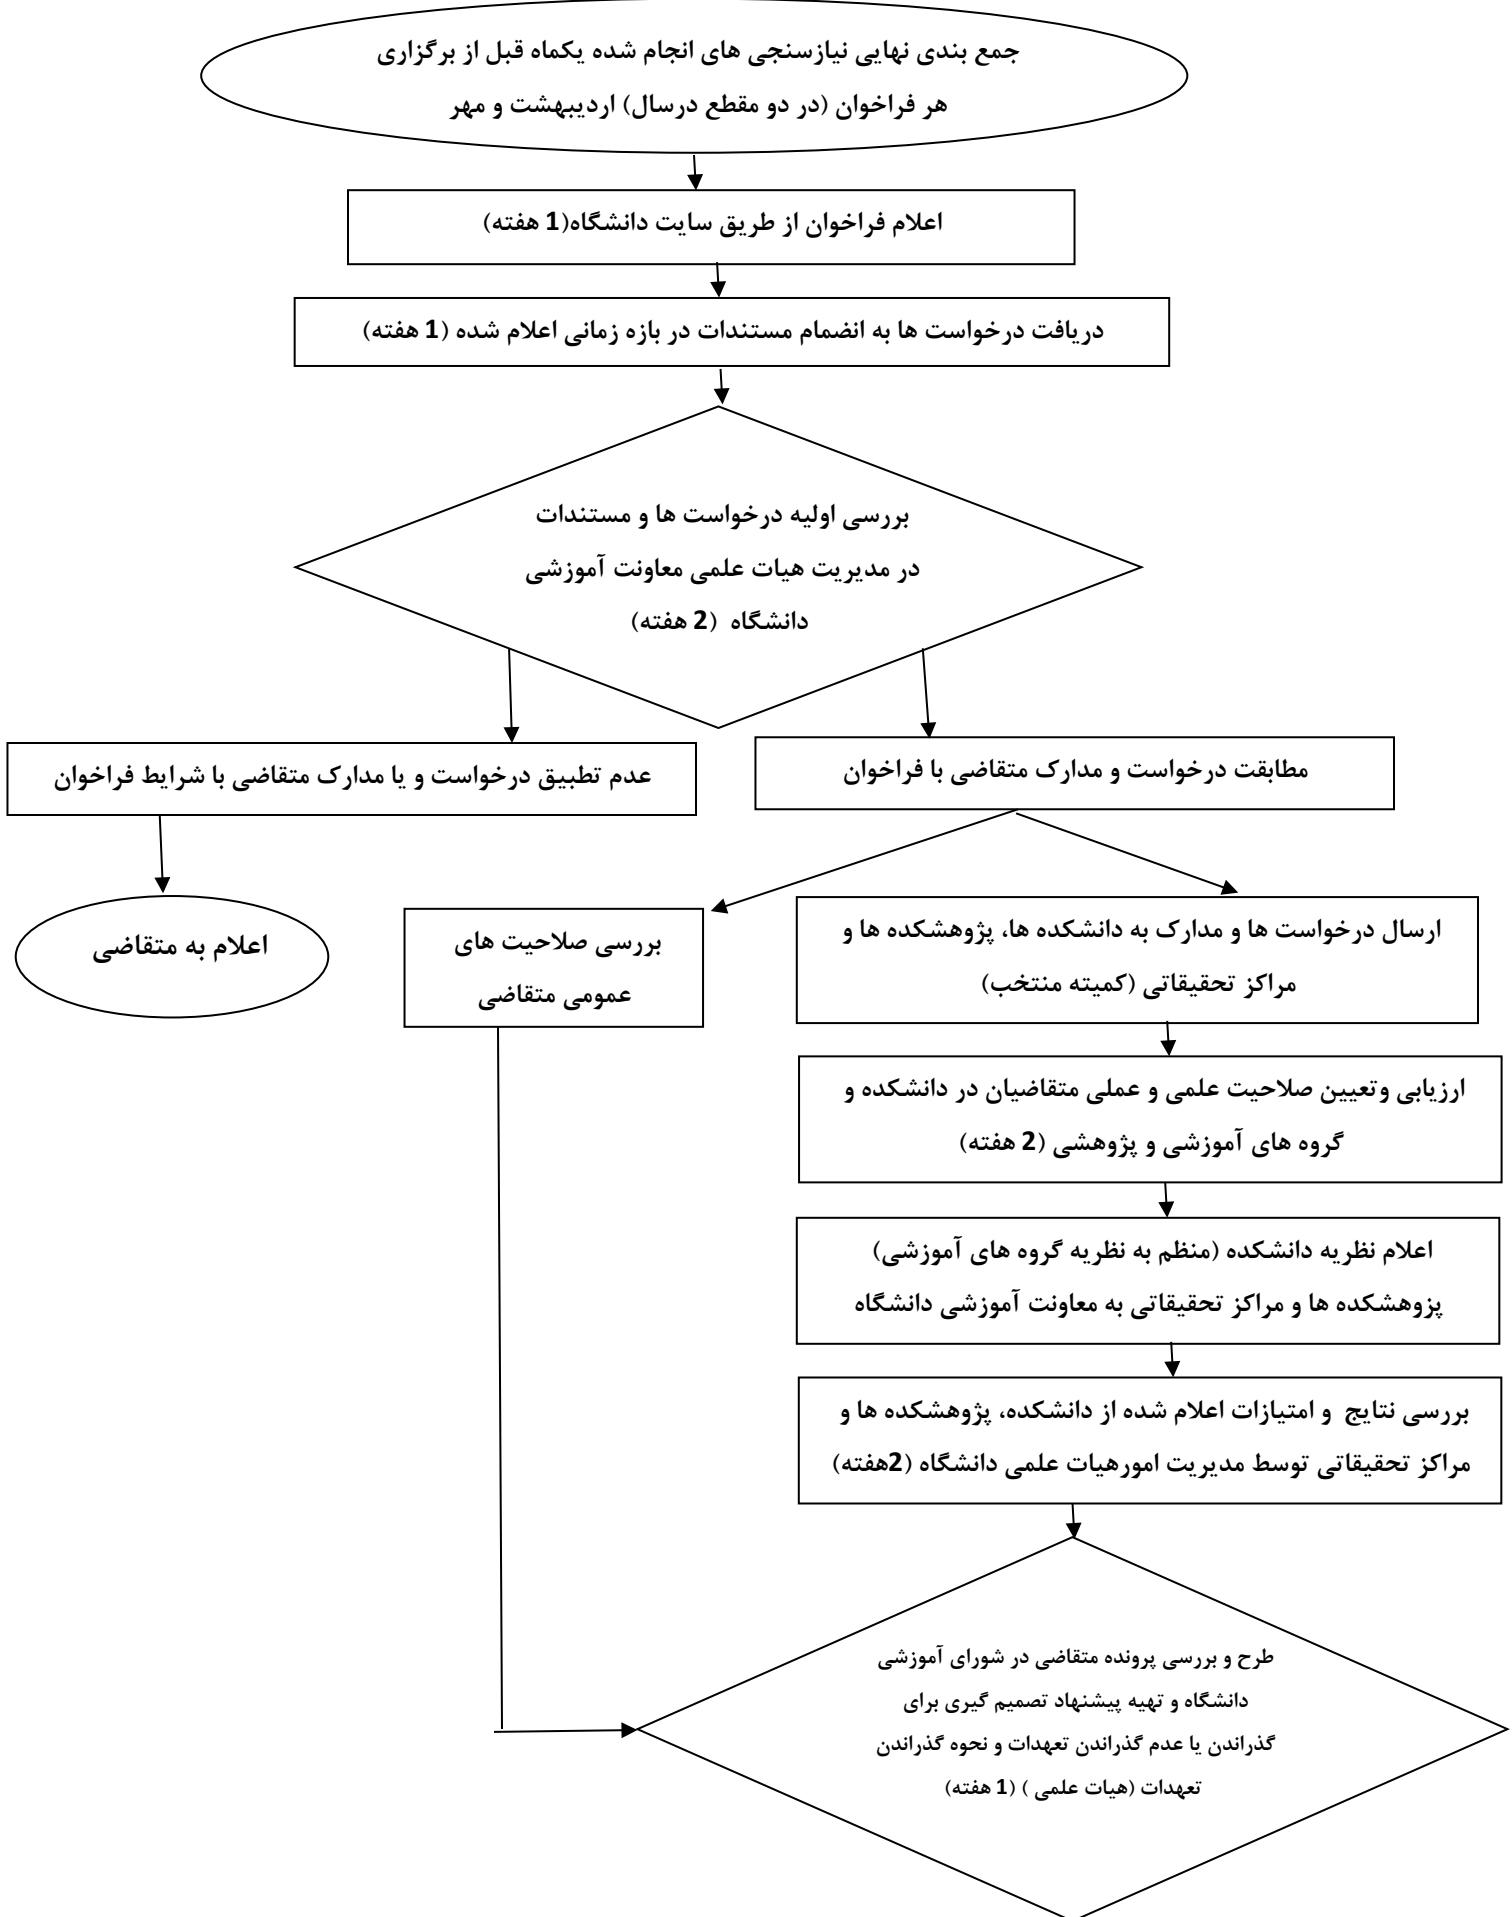 جمع بندی نهایی نیازسنجی های انجام شده یکماه قبل از برگزاری
هر فراخوان (در دو مقطع درسال) اردیبهشت و مهر
اعلام فراخوان از طریق سایت دانشگاه(1 هفته)
دریافت درخواست ها به انضمام مستندات در بازه زمانی اعلام شده (1 هفته)
بررسی اولیه درخواست ها و مستندات
در مدیریت هیات علمی معاونت آموزشی
دانشگاه (2 هفته)
مطابقت درخواست و مدارک متقاضی با فراخوان
عدم تطبیق درخواست و یا مدارک متقاضی با شرایط فراخوان
ارسال درخواست ها و مدارک به دانشکده ها، پژوهشکده ها و
مراکز تحقیقاتی (کمیته منتخب)
بررسی صلاحیت های
عمومی متقاضی
اعلام به متقاضی
ارزیابی وتعیین صلاحیت علمی و عملی متقاضیان در دانشکده و
گروه های آموزشی و پژوهشی (2 هفته)
اعلام نظریه دانشکده (منظم به نظریه گروه های آموزشی)
پزوهشکده ها و مراکز تحقیقاتی به معاونت آموزشی دانشگاه
بررسی نتایج و امتیازات اعلام شده از دانشکده، پژوهشکده ها و
مراکز تحقیقاتی توسط مدیریت امورهیات علمی دانشگاه (2هفته)
طرح و بررسی پرونده متقاضی در شورای آموزشی
دانشگاه و تهیه پیشنهاد تصمیم گیری برای
گذراندن یا عدم گذراندن تعهدات و نحوه گذراندن
تعهدات (هیات علمی ) (1 هفته)